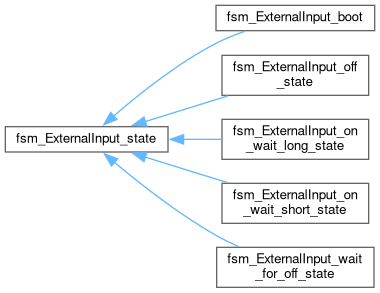 fsm_ExternalInput_boot
fsm_ExternalInput_off
_state
fsm_ExternalInput_state
fsm_ExternalInput_on
_wait_long_state
fsm_ExternalInput_on
_wait_short_state
fsm_ExternalInput_wait
_for_off_state